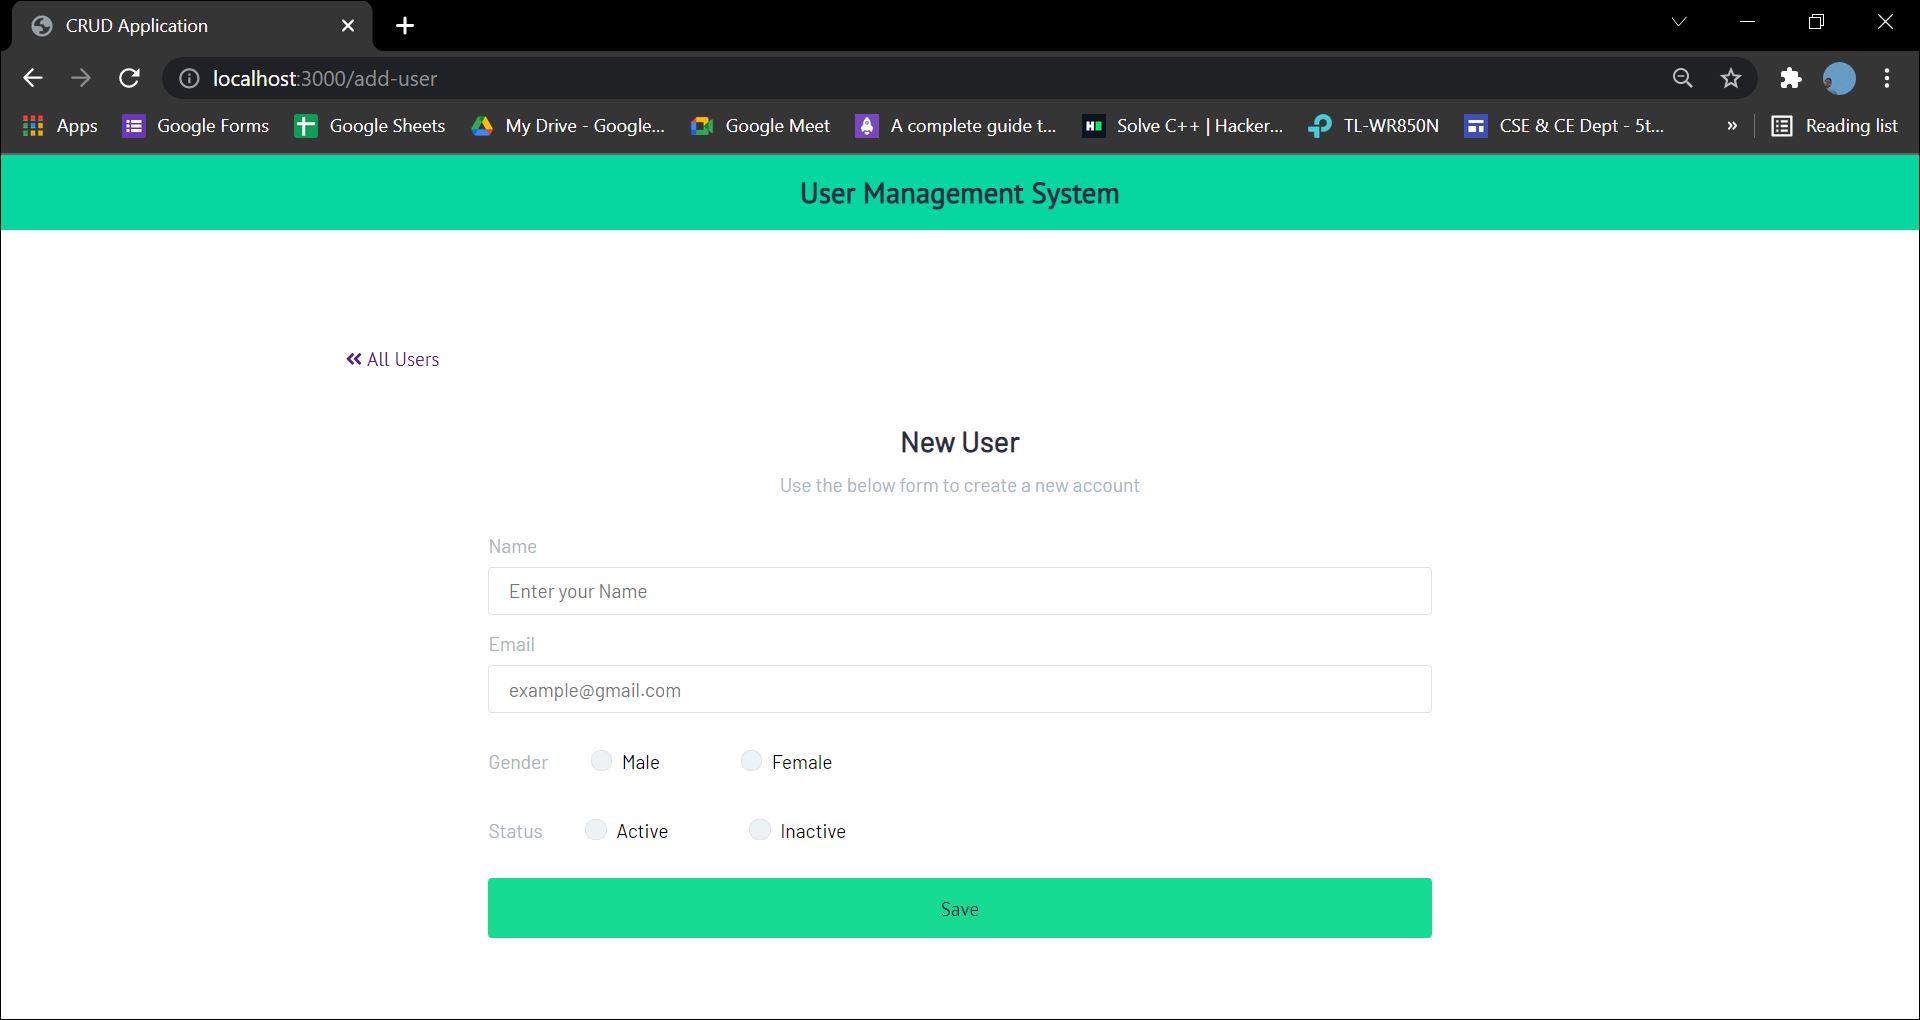 CRUD Application
localhost:3000/add-user
Apps Google Forms Google Sheets My Drive - Google... Google Meet A complete guide t... Solve C++ | Hacker... TL-WR850N CSE & CE Dept - 5t... » Reading list
User Management System
All Users
New User
Use the below form to create a new account
Name
Enter your Name
Email
example@gmail.com
Gender Male Female
Status Active Inactive
Save